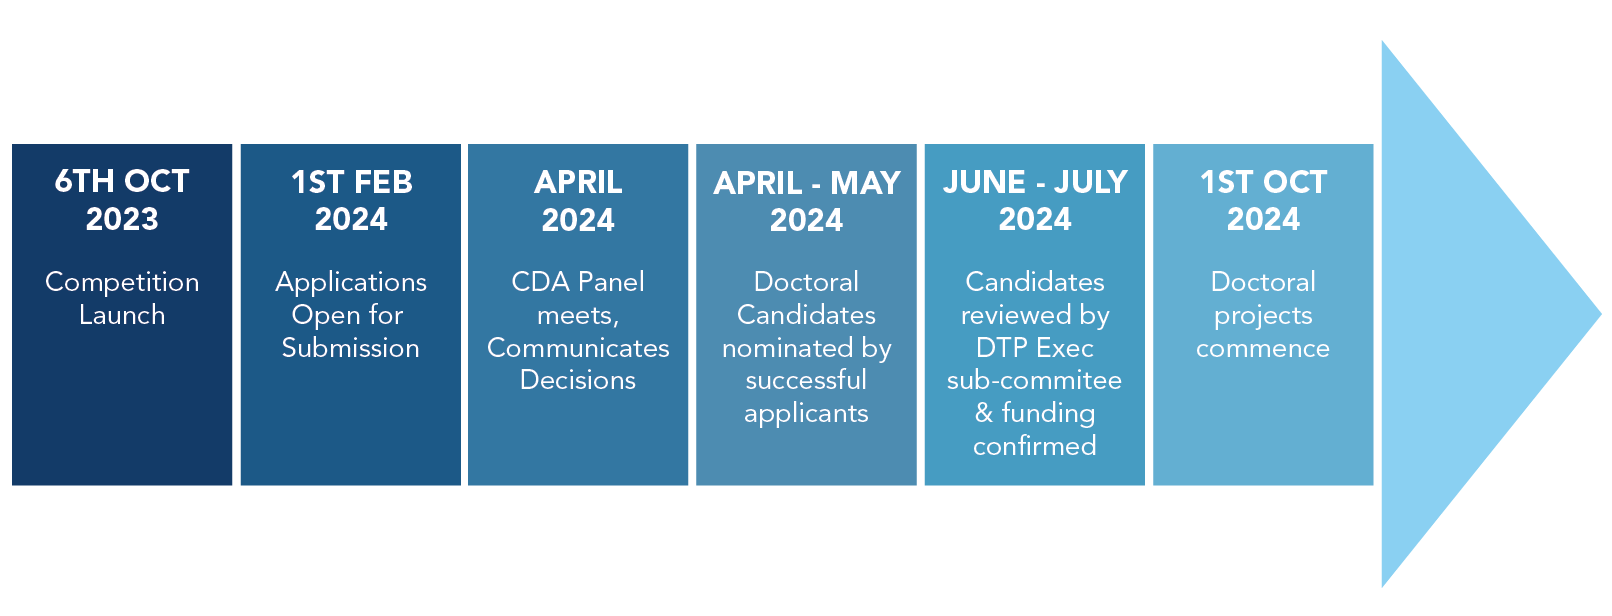 6TH OCT
2023
Competition
Launch
1ST FEB
2024
Applications
Open for
Submission
APRIL
2024
CDA Panel
meets,
Communicates
Decisions
APRIL - MAY
2024
Doctoral
Candidates
nominated by
successful
applicants
JUNE - JULY
2024
Candidates
reviewed by
DTP Exec
sub-commitee
& funding
confirmed
1ST OCT
2024
Doctoral
projects
commence